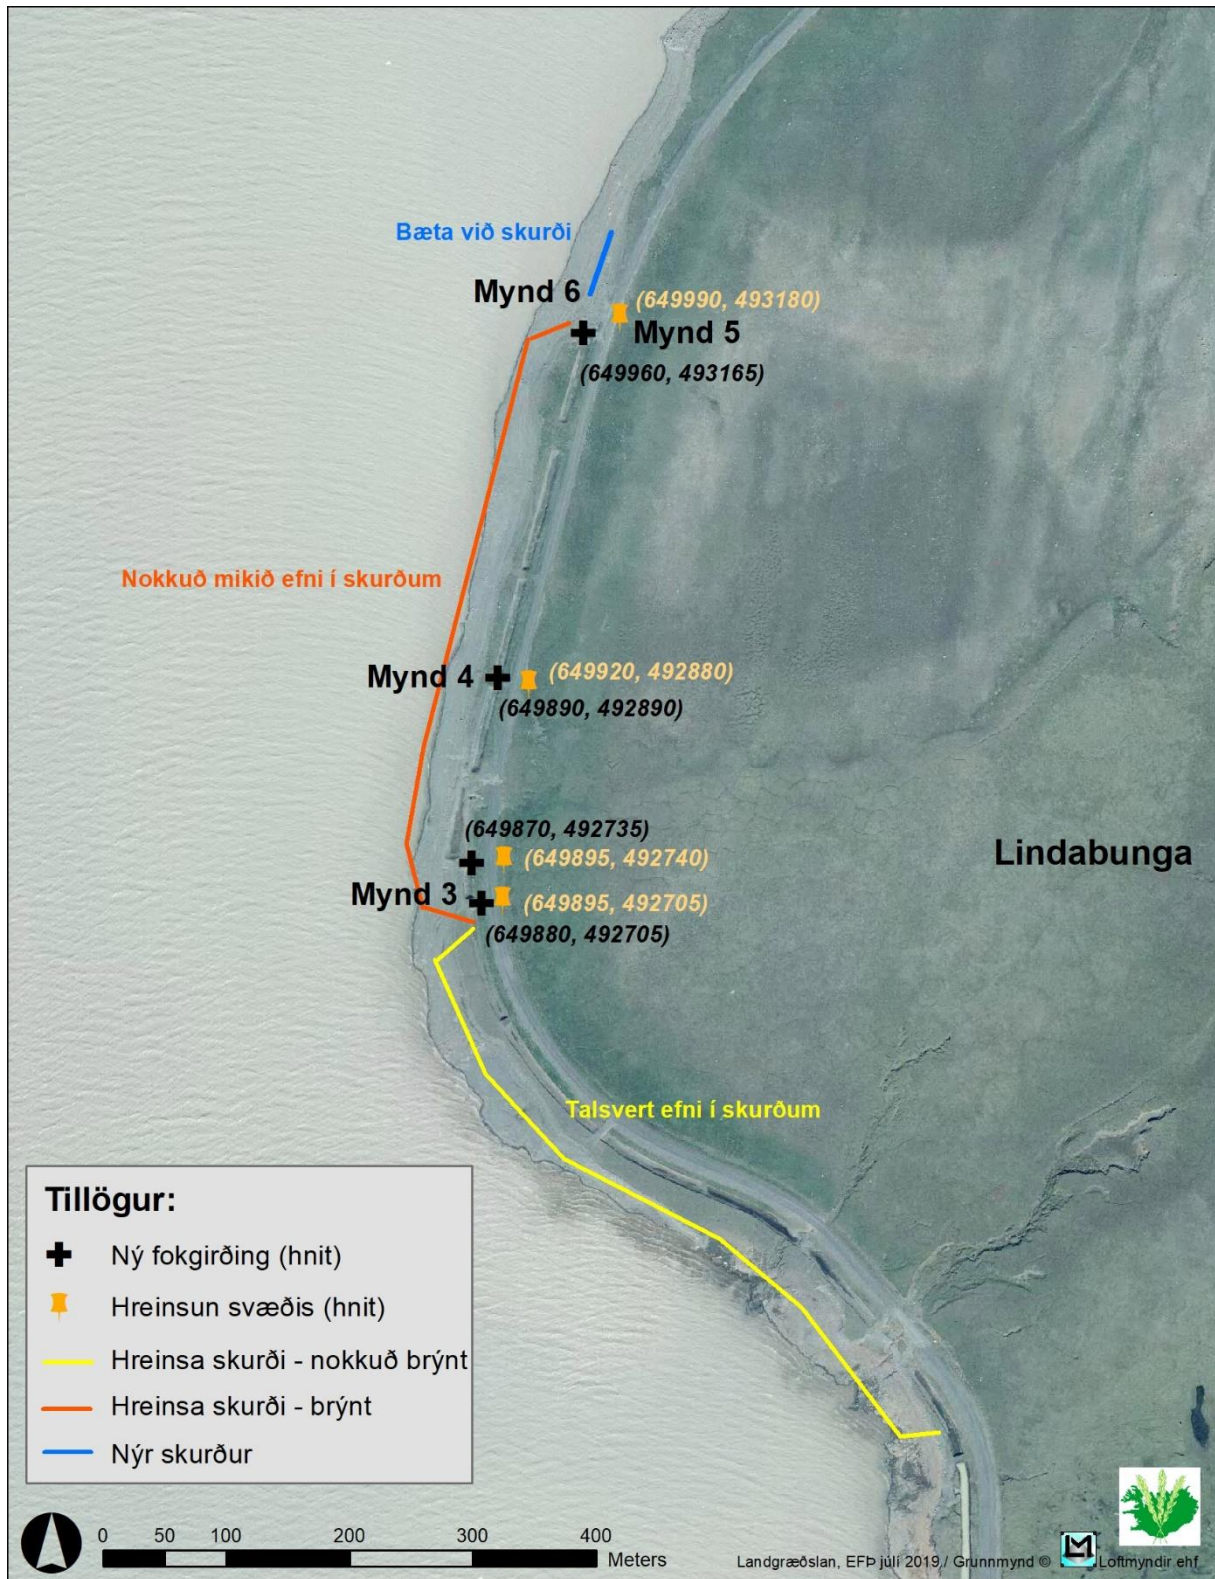 Bæta við skurði
Mynd 6
(649990, 493180)
Mynd 5
(649960, 493165)
Nokkuð mikið efni í skurðum
Mynd 4
(649920, 492880)
(649890, 492890)
(649870, 492735)
(649895, 492740)
Lindabunga
Mynd 3
(649895, 492705)
(649880, 492705)
Talsvert efni í skurðum
Tillögur:
Ný fokgirðing (hnit)
Hreinsun svæðis (hnit)
Hreinsa skurði - nokkuð brýnt
Hreinsa skurði - brýnt
Nýr skurður
0 50 100 200 300 400
Meters
Landgræðslan, EFÞ júlí 2019 / Grunnmynd © LM Loftmyndir ehf